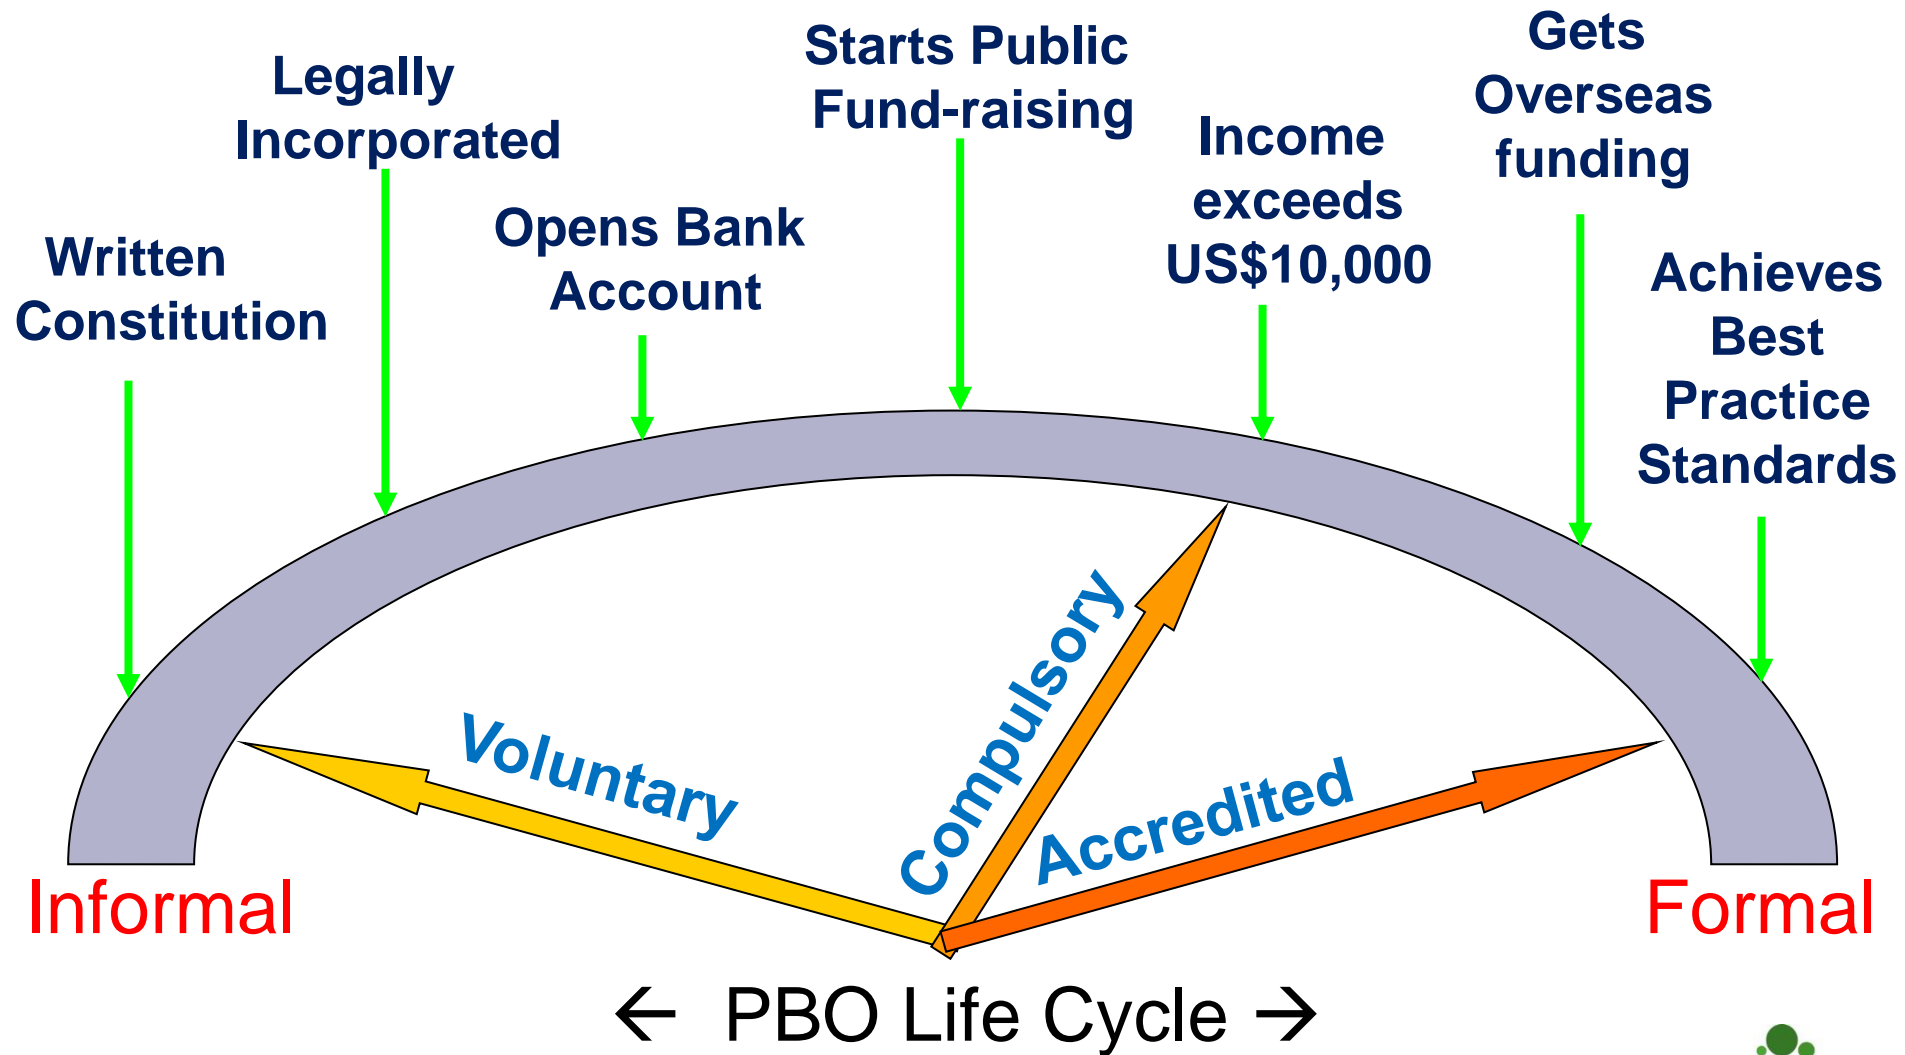 Written
Constitution
Legally
Incorporated
Opens Bank
Account
Starts Public
Fund-raising
Income
exceeds
US$10,000
Gets
Overseas
funding
Achieves
Best
Practice
Standards
Voluntary
Compulsory
Accredited
Informal
Formal
← PBO Life Cycle →